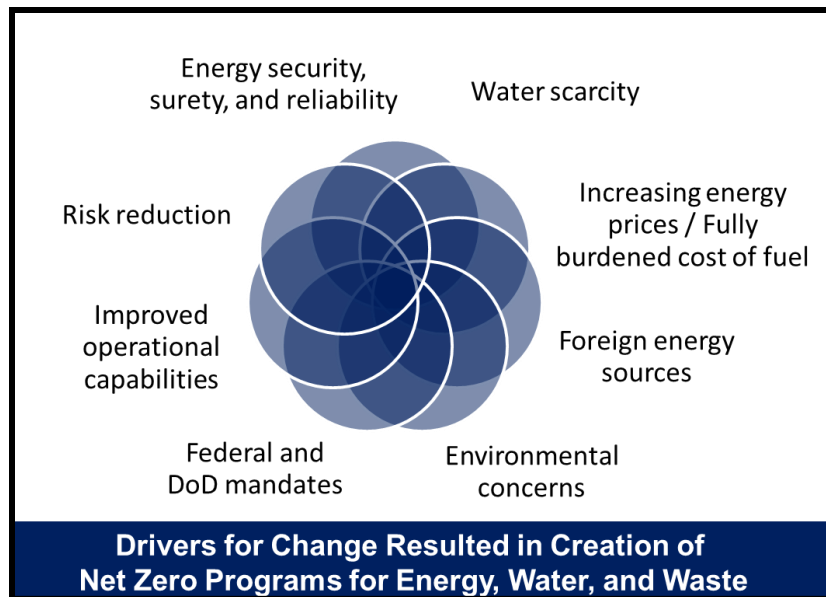 Energy security,
surety, and reliability
Water scarcity
Increasing energy
prices / Fully
burdened cost of fuel
Foreign energy
sources
Environmental
concerns
Federal and
DoD mandates
Improved
operational
capabilities
Risk reduction
Drivers for Change Resulted in Creation of
Net Zero Programs for Energy, Water, and Waste